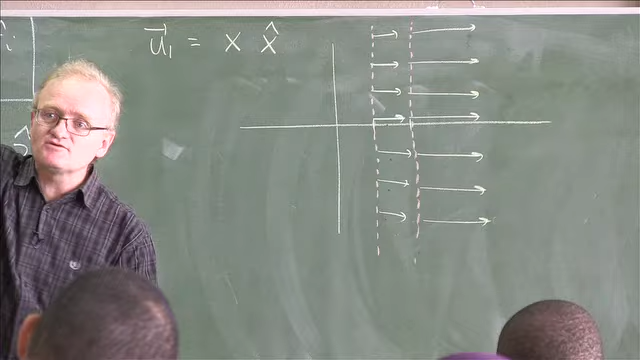 î
u⃗₁ = x x̂